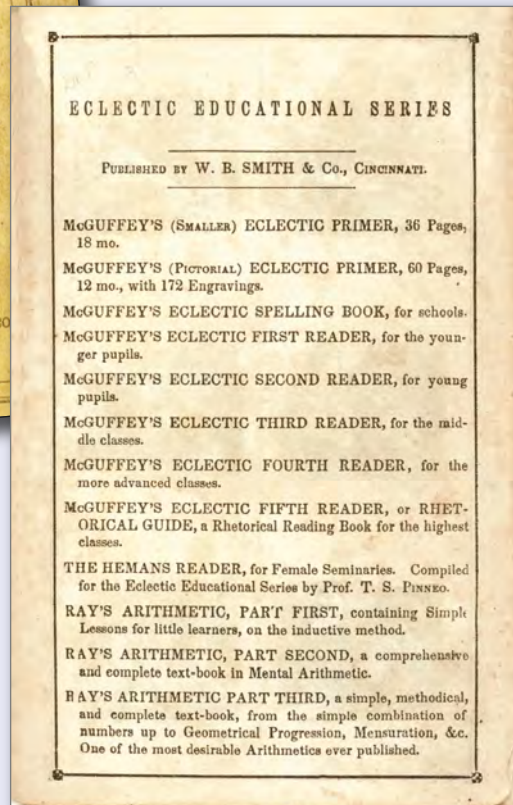 ECLECTIC EDUCATIONAL SERIES
PUBLISHED BY W. B. SMITH & Co., CINCINNATI.
McGUFFEY'S (SMALLER) ECLECTIC PRIMER, 36 Pages,
18 mo.
McGUFFEY'S (PICTORIAL) ECLECTIC PRIMER, 60 Pages,
12 mo., with 172 Engravings.
McGUFFEY'S ECLECTIC SPELLING BOOK, for schools.
McGUFFEY'S ECLECTIC FIRST READER, for the youn-
ger pupils.
McGUFFEY'S ECLECTIC SECOND READER, for young
pupils.
McGUFFEY'S ECLECTIC THIRD READER, for the mid-
dle classes.
McGUFFEY'S ECLECTIC FOURTH READER, for the
more advanced classes.
McGUFFEY'S ECLECTIC FIFTH READER, or RHET-
ORICAL GUIDE, a Rhetorical Reading Book for the highest
classes.
THE HEMANS READER, for Female Seminaries. Compiled
for the Eclectic Educational Series by Prof. T. S. PINNEO.
RAY'S ARITHMETIC, PART FIRST, containing Simple
Lessons for little learners, on the inductive method.
RAY'S ARITHMETIC, PART SECOND, a comprehensive
and complete text-book in Mental Arithmetic.
RAY'S ARITHMETIC PART THIRD, a simple, methodical,
and complete text-book, from the simple combination of
numbers up to Geometrical Progression, Mensuration, &c.
One of the most desirable Arithmetics ever published.